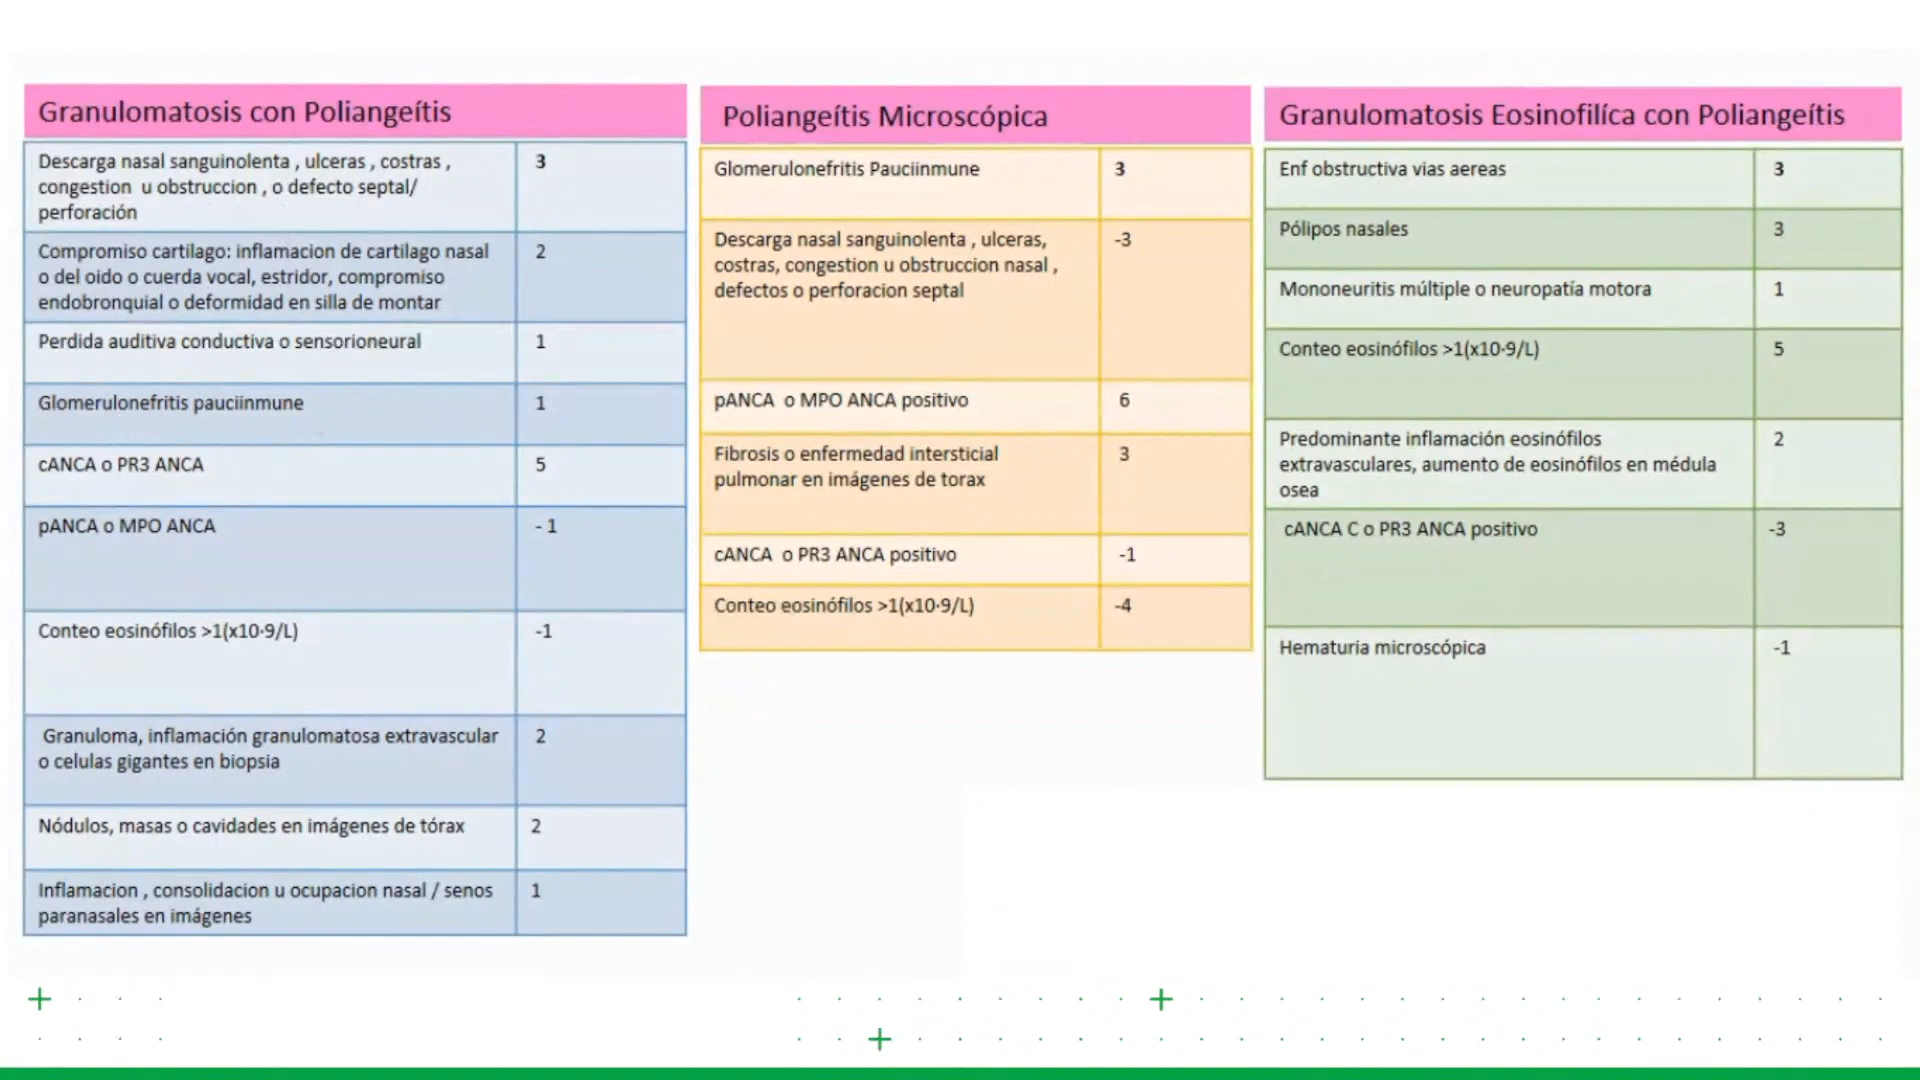 Granulomatosis con Poliangeítis
Descarga nasal sanguinolenta , ulceras , costras , 3
congestion u obstruccion , o defecto septal/
perforación
Compromiso cartilago: inflamacion de cartilago nasal 2
o del oido o cuerda vocal, estridor, compromiso
endobronquial o deformidad en silla de montar
Perdida auditiva conductiva o sensorioneural 1
Glomerulonefritis pauciinmune 1
cANCA o PR3 ANCA 5
pANCA o MPO ANCA - 1
Conteo eosinófilos >1(x10-9/L) -1
Granuloma, inflamación granulomatosa extravascular 2
o celulas gigantes en biopsia
Nódulos, masas o cavidades en imágenes de tórax 2
Inflamacion , consolidacion u ocupacion nasal / senos 1
paranasales en imágenes
Poliangeítis Microscópica
Glomerulonefritis Pauciinmune 3
Descarga nasal sanguinolenta , ulceras, -3
costras, congestion u obstruccion nasal ,
defectos o perforacion septal
pANCA o MPO ANCA positivo 6
Fibrosis o enfermedad intersticial 3
pulmonar en imágenes de torax
cANCA o PR3 ANCA positivo -1
Conteo eosinófilos >1(x10-9/L) -4
Granulomatosis Eosinofilíca con Poliangeítis
Enf obstructiva vias aereas 3
Pólipos nasales 3
Mononeuritis múltiple o neuropatía motora 1
Conteo eosinófilos >1(x10-9/L) 5
Predominante inflamación eosinófilos 2
extravasculares, aumento de eosinófilos en médula
osea
cANCA C o PR3 ANCA positivo -3
Hematuria microscópica -1